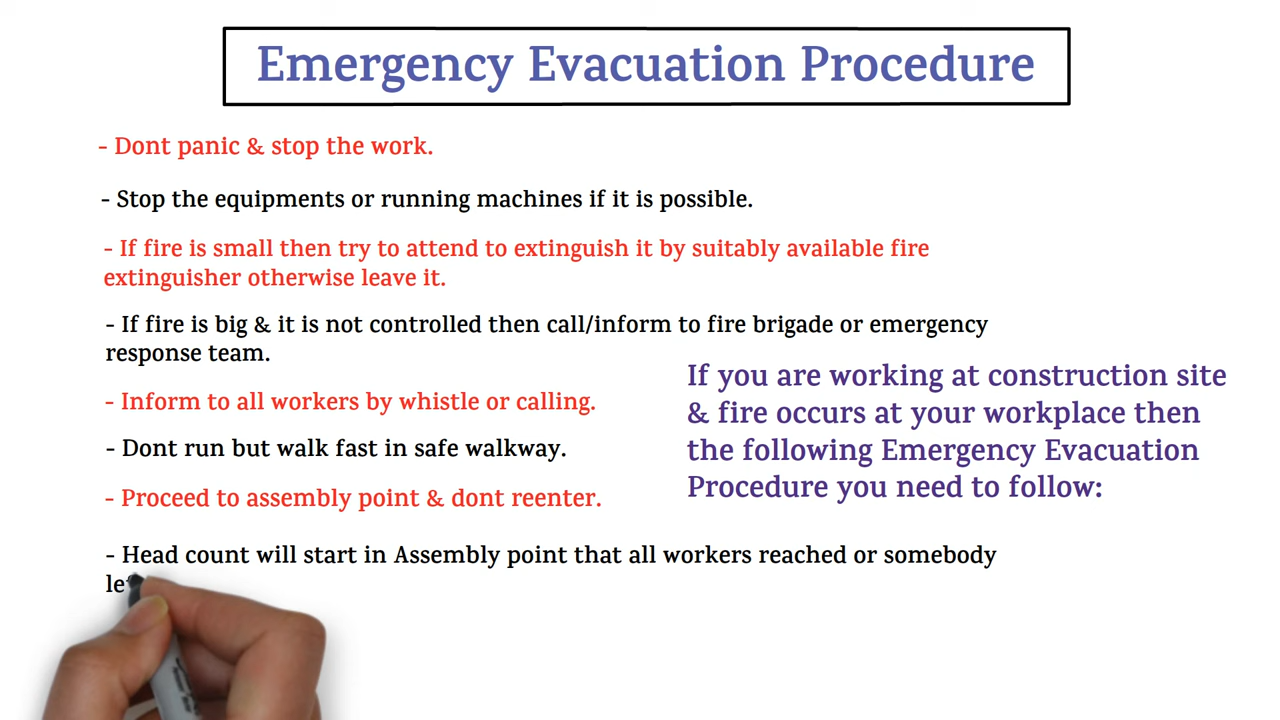 Emergency Evacuation Procedure
- Dont panic & stop the work.
- Stop the equipments or running machines if it is possible.
- If fire is small then try to attend to extinguish it by suitably available fire
extinguisher otherwise leave it.
- If fire is big & it is not controlled then call/inform to fire brigade or emergency
response team.
- Inform to all workers by whistle or calling.
- Dont run but walk fast in safe walkway.
- Proceed to assembly point & dont reenter.
If you are working at construction site
& fire occurs at your workplace then
the following Emergency Evacuation
Procedure you need to follow:
- Head count will start in Assembly point that all workers reached or somebody